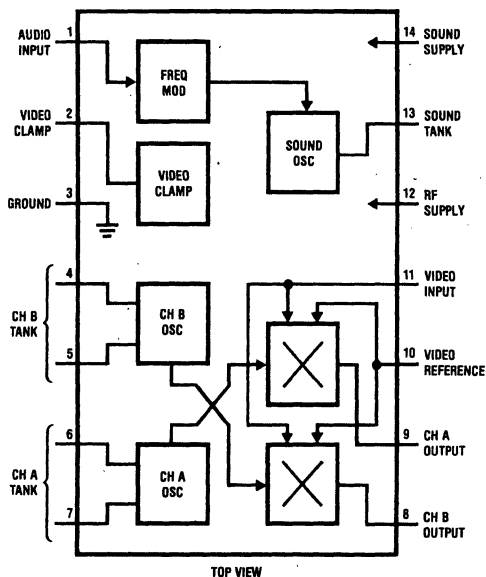 1
AUDIO
INPUT
2
VIDEO
CLAMP
3
GROUND
4
CH B
TANK
5
6
CH A
TANK
7
FREQ
MOD
SOUND
OSC
VIDEO
CLAMP
CH B
OSC
CH A
OSC
14
SOUND
SUPPLY
13
SOUND
TANK
12
RF
SUPPLY
11
VIDEO
INPUT
10
VIDEO
REFERENCE
9
CH A
OUTPUT
8
CH B
OUTPUT
TOP VIEW